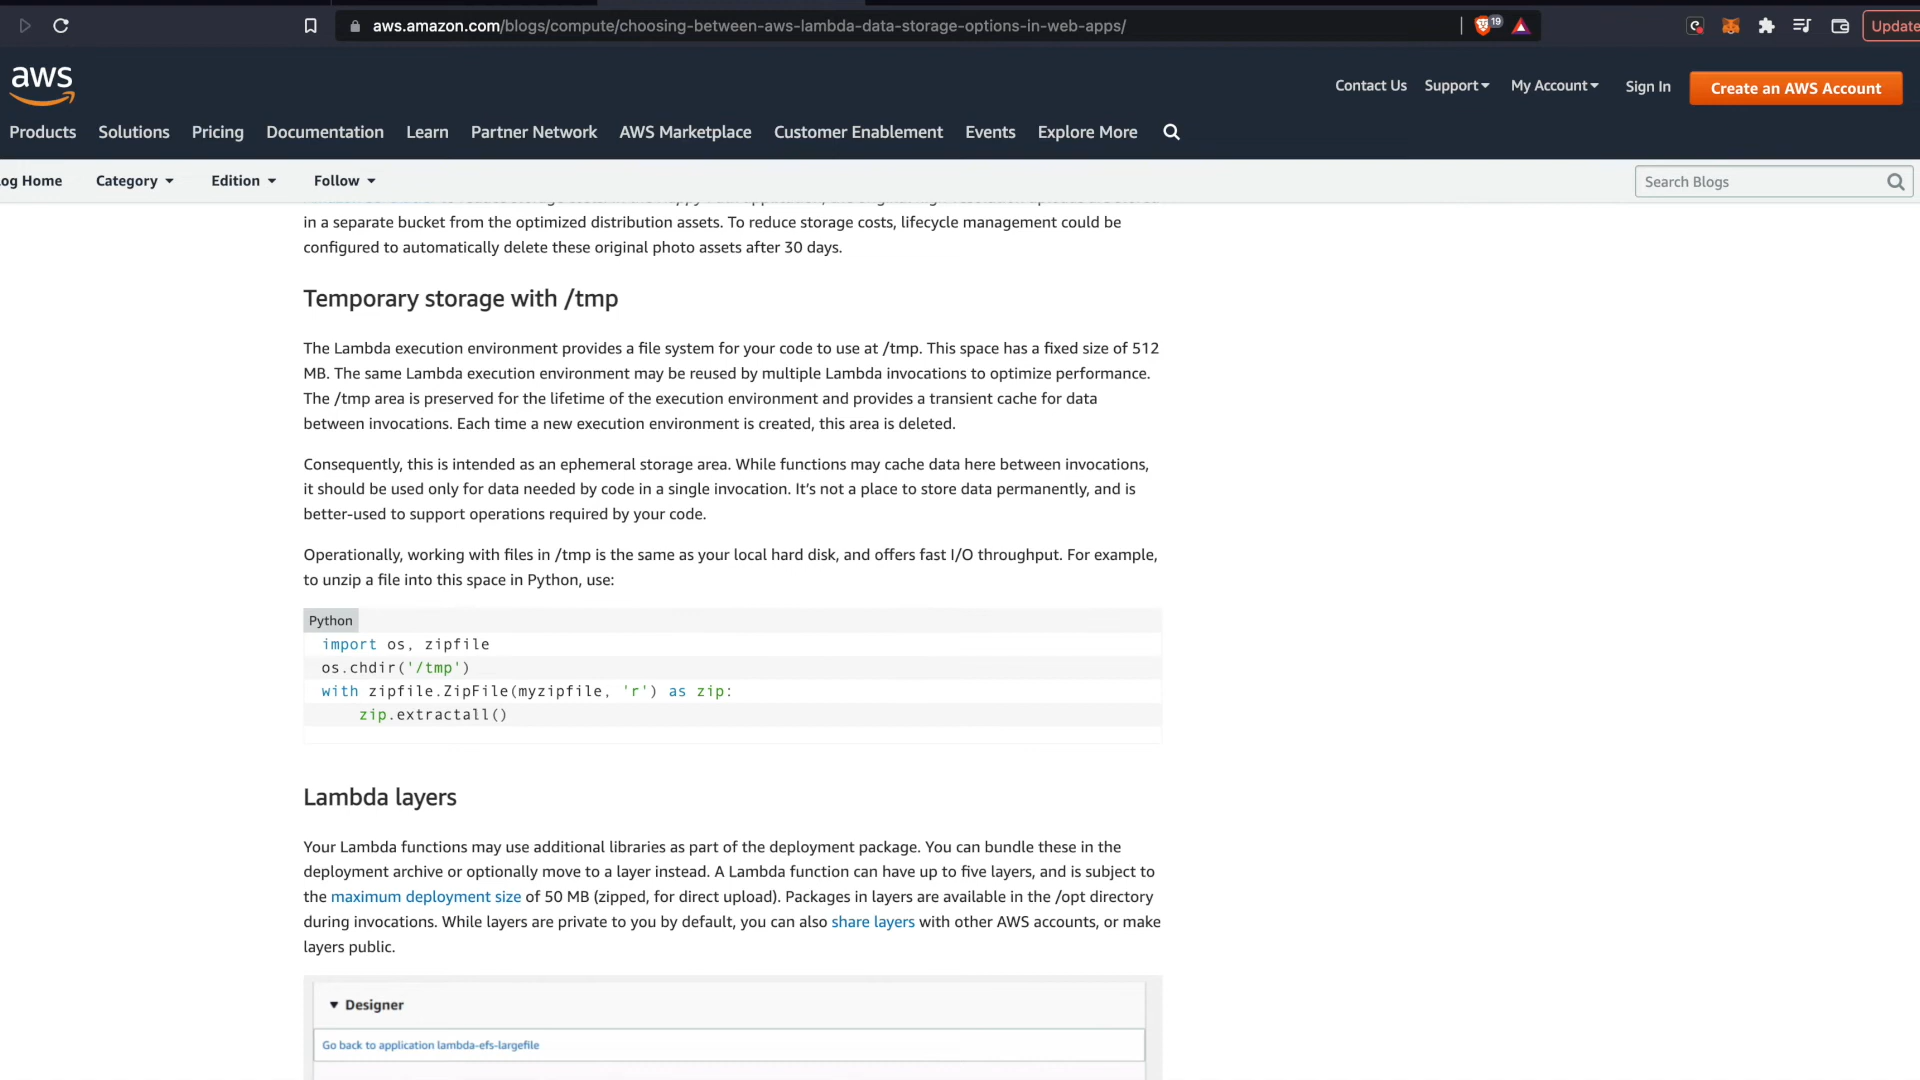 aws.amazon.com/blogs/compute/choosing-between-aws-lambda-data-storage-options-in-web-apps/
19
Update
aws
Contact Us Support My Account Sign In Create an AWS Account
Products Solutions Pricing Documentation Learn Partner Network AWS Marketplace Customer Enablement Events Explore More
og Home Category Edition Follow Search Blogs
in a separate bucket from the optimized distribution assets. To reduce storage costs, lifecycle management could be
configured to automatically delete these original photo assets after 30 days.
Temporary storage with /tmp
The Lambda execution environment provides a file system for your code to use at /tmp. This space has a fixed size of 512
MB. The same Lambda execution environment may be reused by multiple Lambda invocations to optimize performance.
The /tmp area is preserved for the lifetime of the execution environment and provides a transient cache for data
between invocations. Each time a new execution environment is created, this area is deleted.
Consequently, this is intended as an ephemeral storage area. While functions may cache data here between invocations,
it should be used only for data needed by code in a single invocation. It’s not a place to store data permanently, and is
better-used to support operations required by your code.
Operationally, working with files in /tmp is the same as your local hard disk, and offers fast I/O throughput. For example,
to unzip a file into this space in Python, use:
Python
import os, zipfile
os.chdir('/tmp')
with zipfile.ZipFile(myzipfile, 'r') as zip:
    zip.extractall()
Lambda layers
Your Lambda functions may use additional libraries as part of the deployment package. You can bundle these in the
deployment archive or optionally move to a layer instead. A Lambda function can have up to five layers, and is subject to
the maximum deployment size of 50 MB (zipped, for direct upload). Packages in layers are available in the /opt directory
during invocations. While layers are private to you by default, you can also share layers with other AWS accounts, or make
layers public.
Designer
Go back to application lambda-efs-largefile